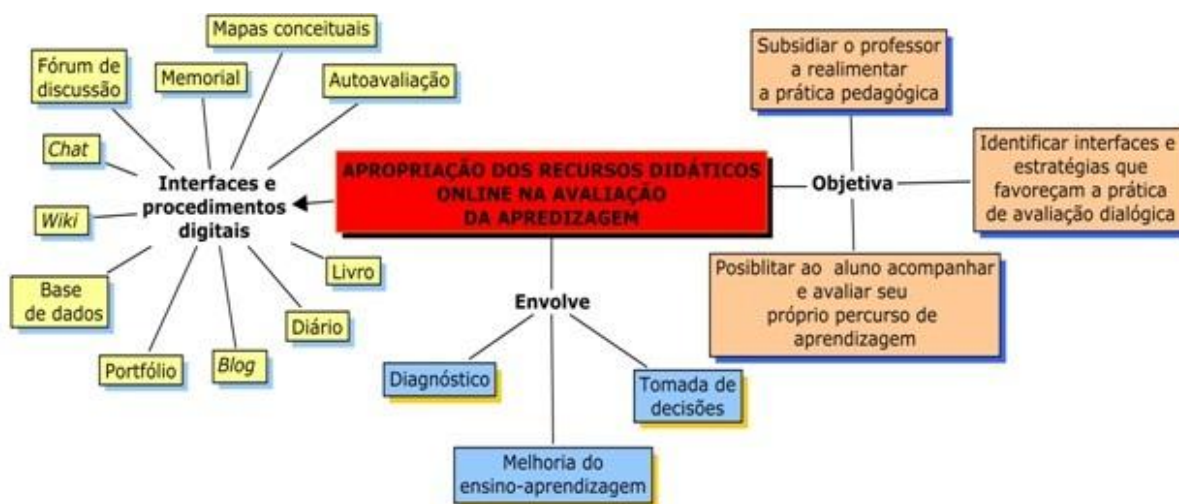 Mapas conceituais
Fórum de
discussão
Memorial
Autoavaliação
Chat
Wiki
Base
de dados
Portfólio
Blog
Diário
Livro
Interfaces e
procedimentos
digitais
APROPRIAÇÃO DOS RECURSOS DIDÁTICOS
ONLINE NA AVALIAÇÃO
DA APREDIZAGEM
Envolve
Diagnóstico
Melhoria do
ensino-aprendizagem
Tomada de
decisões
Objetiva
Subsidiar o professor
a realimentar
a prática pedagógica
Identificar interfaces e
estratégias que
favoreçam a prática
de avaliação dialógica
Posiblitar ao aluno acompanhar
e avaliar seu
próprio percurso de
aprendizagem